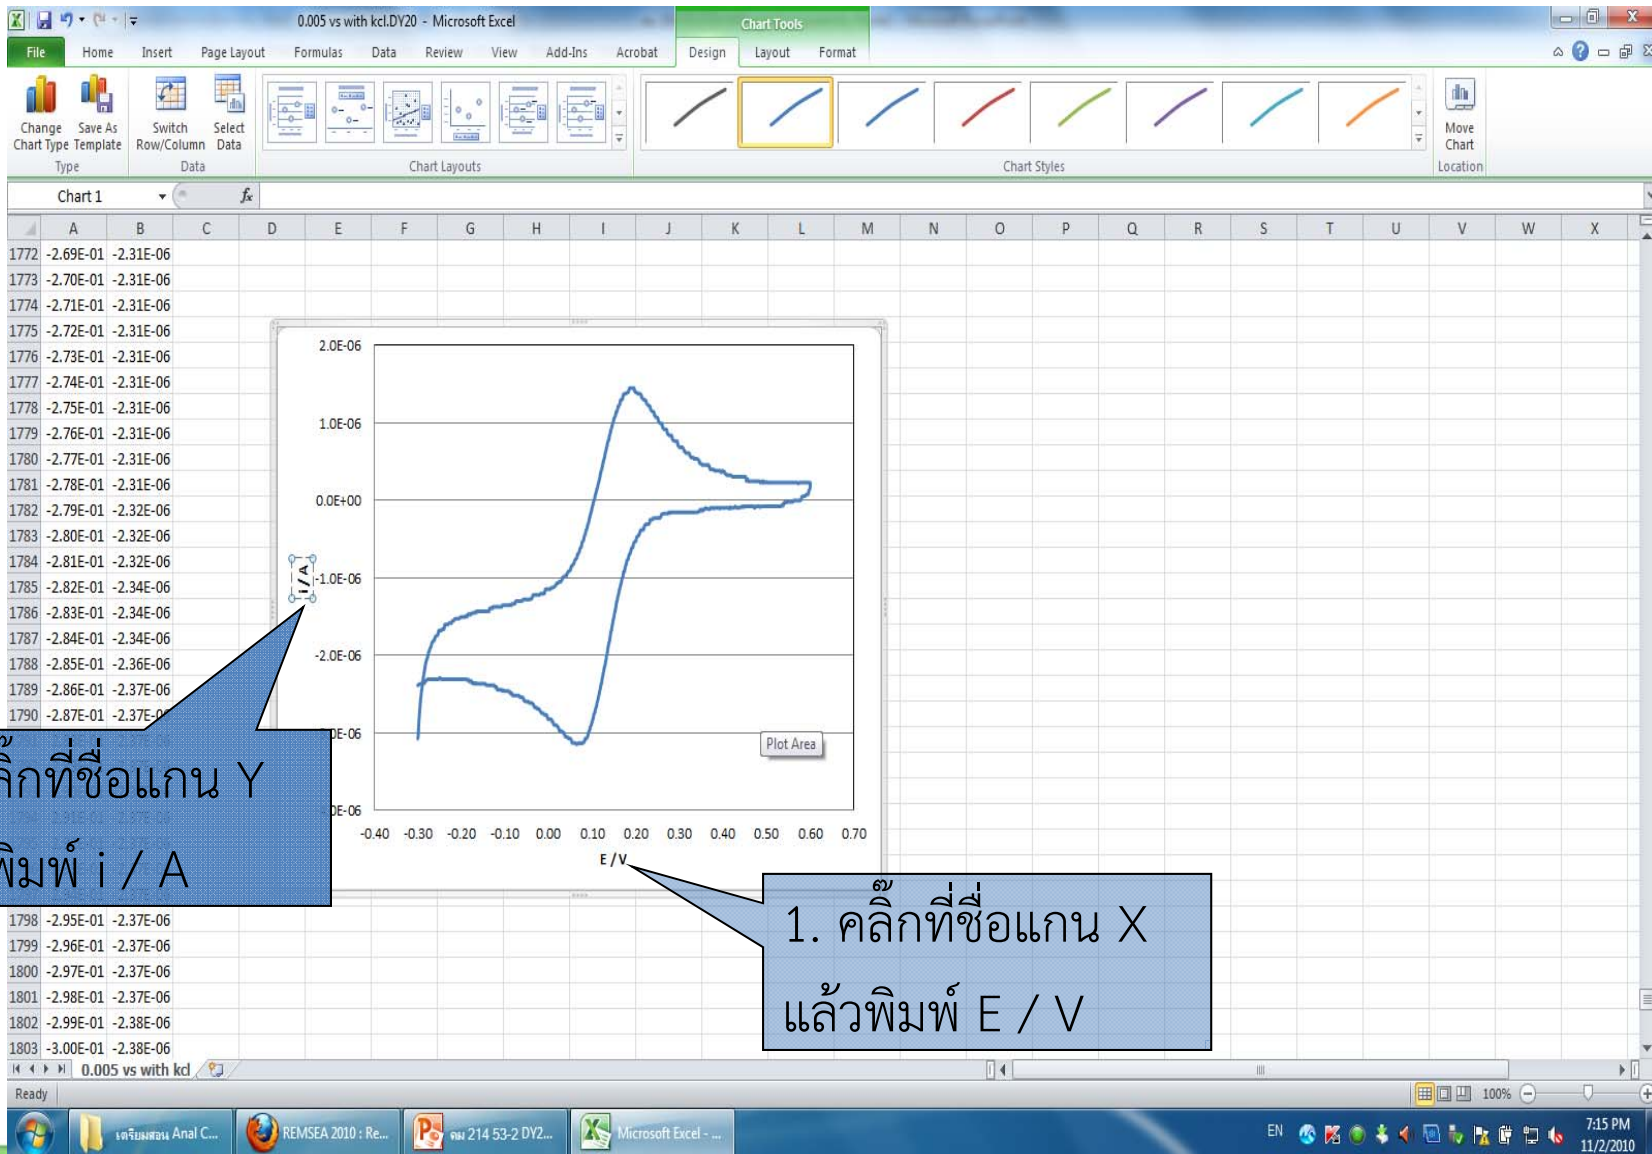 0.005 vs with kcl.DY20 - Microsoft Excel
Chart Tools
File Home Insert Page Layout Formulas Data Review View Add-Ins Acrobat Design Layout Format
Change Chart Type
Save As Template
Switch Row/Column
Select Data
Move Chart
Type Data Chart Layouts Chart Styles Location
Chart 1 fx
A B C D E F G H I J K L M N O P Q R S T U V W X
1772 -2.69E-01 -2.31E-06
1773 -2.70E-01 -2.31E-06
1774 -2.71E-01 -2.31E-06
1775 -2.72E-01 -2.31E-06
1776 -2.73E-01 -2.31E-06
1777 -2.74E-01 -2.31E-06
1778 -2.75E-01 -2.31E-06
1779 -2.76E-01 -2.31E-06
1780 -2.77E-01 -2.31E-06
1781 -2.78E-01 -2.31E-06
1782 -2.79E-01 -2.32E-06
1783 -2.80E-01 -2.32E-06
1784 -2.81E-01 -2.32E-06
1785 -2.82E-01 -2.34E-06
1786 -2.83E-01 -2.34E-06
1787 -2.84E-01 -2.34E-06
1788 -2.85E-01 -2.36E-06
1789 -2.86E-01 -2.37E-06
1790 -2.87E-01
1798 -2.95E-01 -2.37E-06
1799 -2.96E-01 -2.37E-06
1800 -2.97E-01 -2.37E-06
1801 -2.98E-01 -2.37E-06
1802 -2.99E-01 -2.38E-06
1803 -3.00E-01 -2.38E-06
2.0E-06
1.0E-06
0.0E+00
-1.0E-06
-2.0E-06
i / A
Plot Area
-0.40 -0.30 -0.20 -0.10 0.00 0.10 0.20 0.30 0.40 0.50 0.60 0.70
E / V
ที่ชื่อแกน Y
พิมพ์ i / A
1. คลิ๊กที่ชื่อแกน X
แล้วพิมพ์ E / V
0.005 vs with kcl
Ready 100%
เตรียมสอน Anal C... REMSEA 2010 : Re... คม 214 53-2 DY2... Microsoft Excel - ...
EN 7:15 PM
11/2/2010